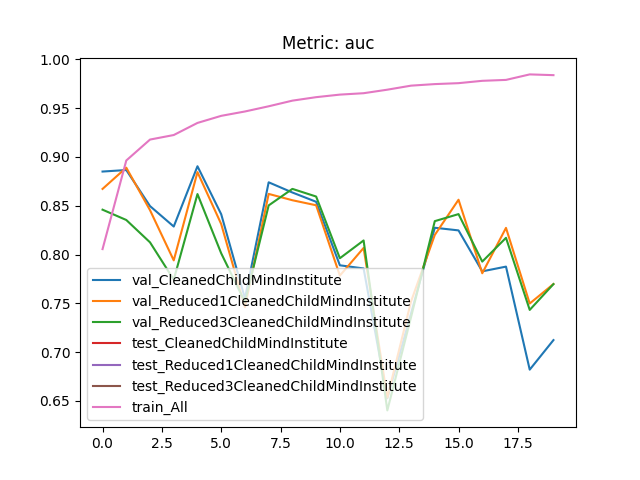 Metric: auc
1.00
0.95
0.90
0.85
0.80
0.75
0.70
0.65
val_CleanedChildMindInstitute
val_Reduced1CleanedChildMindInstitute
val_Reduced3CleanedChildMindInstitute
test_CleanedChildMindInstitute
test_Reduced1CleanedChildMindInstitute
test_Reduced3CleanedChildMindInstitute
train_All
0.0 2.5 5.0 7.5 10.0 12.5 15.0 17.5